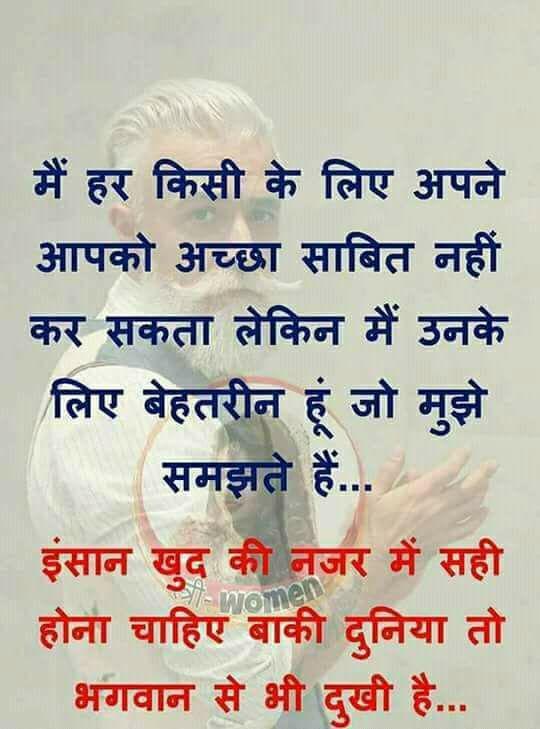 मैं हर किसी के लिए अपने
आपको अच्छा साबित नहीं
कर सकता लेकिन मैं उनके
लिए बेहतरीन हूं जो मुझे
समझते हैं...
इंसान खुद की नजर में सही
स्त्री-women
होना चाहिए बाकी दुनिया तो
भगवान से भी दुखी है...